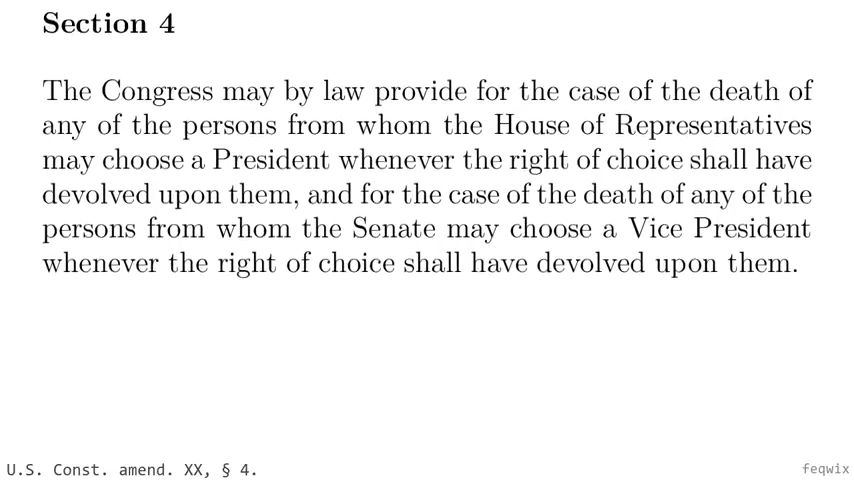 Section 4
The Congress may by law provide for the case of the death of
any of the persons from whom the House of Representatives
may choose a President whenever the right of choice shall have
devolved upon them, and for the case of the death of any of the
persons from whom the Senate may choose a Vice President
whenever the right of choice shall have devolved upon them.
U.S. Const. amend. XX, § 4.
feqwix